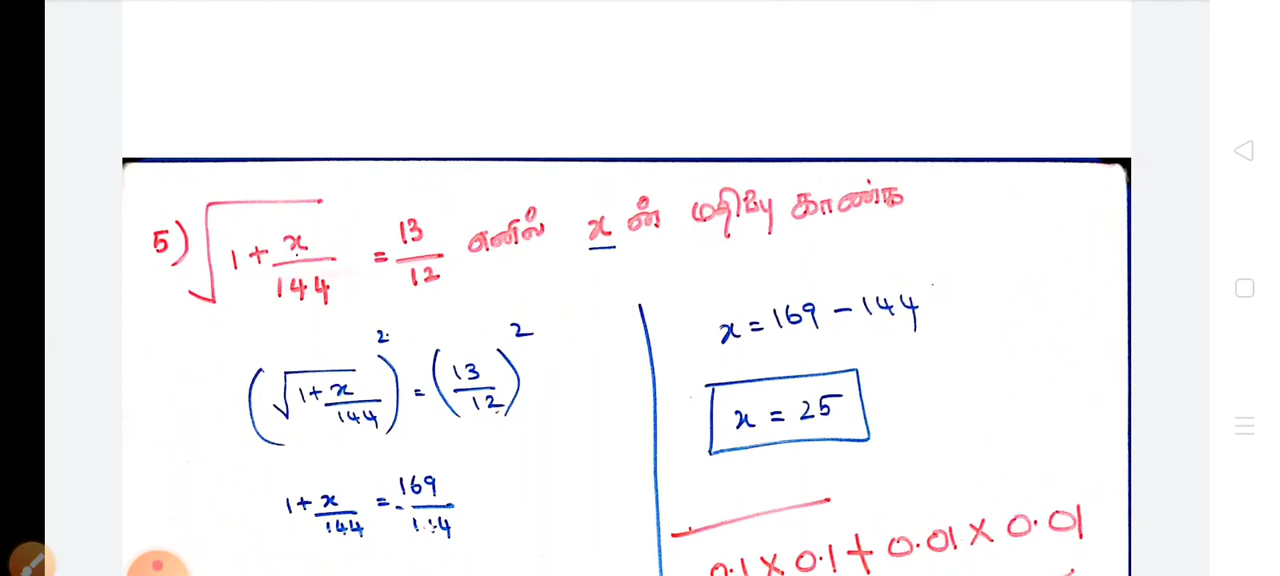 5) √(1 + x/144) = 13/12 எனில் x ன் மதிப்பு காண்க
(√(1 + x/144))² = (13/12)²
1 + x/144 = 169/144
x = 169 - 144
x = 25
0.1 × 0.1 + 0.01 × 0.01